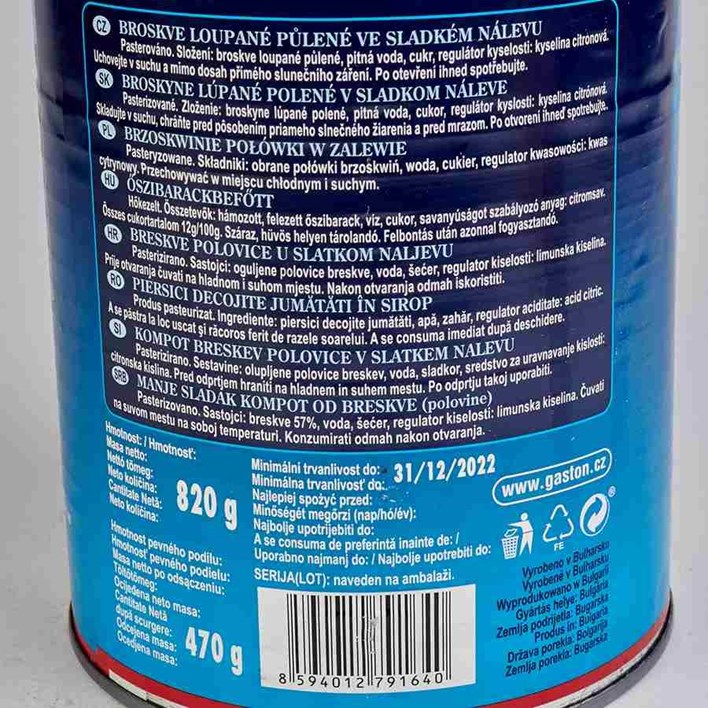 CZ BROSKVE LOUPANÉ PŮLENÉ VE SLADKÉM NÁLEVU
Pasterováno. Složení: broskve loupané půlené, pitná voda, cukr, regulátor kyselosti: kyselina citrónová.
Uchovejte v suchu a mimo dosah přímého slunečního záření. Po otevření ihned spotřebujte.
SK BROSKYNE LÚPANÉ POLENÉ V SLADKOM NÁLEVE
Pasterizované. Zloženie: broskyne lúpané polené, pitná voda, cukor, regulátor kyslosti: kyselina citrónová.
Skladujte v suchu, chráňte pred pôsobením priameho slnečného žiarenia a pred mrazom. Po otvorení ihneď spotrebujte.
PL BRZOSKWINIE POŁÓWKI W ZALEWIE
Pasteryzowane. Składniki: obrane połówki brzoskwiń, woda, cukier, regulator kwasowości: kwas
cytrynowy. Przechowywać w miejscu chłodnym i suchym.
HU ŐSZIBARACKBEFŐTT
Hőkezelt. Összetevők: hámozott, felezett őszibarack, víz, cukor, savanyúságot szabályozó anyag: citromsav.
Összes cukortartalom 12g/100g. Száraz, hüvös helyen tárolandó. Felbontás után azonnal fogyasztandó.
HR BRESKVE POLOVICE U SLATKOM NALJEVU
Pasterizirano. Sastojci: oguljene polovice breskve, voda, šećer, regulator kiselosti: limunska kiselina.
Prije otvaranja čuvati na hladnom i suhom mjestu. Nakon otvaranja odmah iskoristiti.
RO PIERSICI DECOJITE JUMĂTĂTI ÎN SIROP
Produs pasteurizat. Ingrediente: piersici decojite jumătăti, apă, zahăr, regulator aciditate: acid citric.
A se păstra la loc uscat şi răcoros ferit de razele soarelui. A se consuma imediat după deschidere.
SI KOMPOT BRESKEV POLOVICE V SLATKEM NALEVU
Pasterizirano. Sestavine: olupljene polovice breskev, voda, sladkor, sredstvo za uravnavanje kislosti:
citronska kislina. Pred odprtjem hraniti na hladnem in suhem mestu. Po odprtju takoj uporabiti.
SRB MANJE SLADAK KOMPOT OD BRESKVE (polovine)
Pasterizovano. Sastojci: breskve 57%, voda, šećer, regulator kiselosti: limunska kiselina. Čuvati
na suvom mestu na sobnoj temperaturi. Konzumirati odmah nakon otvaranja.
Hmotnost: / Hmotnosť:
Masa netto:
Nettó tömeg:
Neto količina:
Cantitate Netă:
Neto količina:
820 g
Hmotnost pevného podílu:
Hmotnosť pevného podielu:
Masa netto po odsączeniu:
Töltőtömeg:
Ocijeđena neto masa:
Cantitate Netă
după scurgere:
Odcejena masa:
Oceđena masa:
470 g
Minimální trvanlivost do: 31/12/2022
Minimálna trvanlivosť do:
Najlepiej spożyć przed:
Minőségét megőrzi (nap/hó/év):
Najbolje upotrijebiti do:
A se consuma de preferintă inainte de: /
Uporabno najmanj do: / Najbolje upotrebiti do:
SERIJA(LOT): naveden na ambalaži.
8 594012 791640
www.gaston.cz
FE
®
Vyrobeno v Bulharsku
Vyrobené v Bulharsku
Wyprodukowano w Bulgarii
Gyártás helye: Bulgária
Zemlja podrijetla: Bugarska
Produs in: Bulgaria
Država porekla: Bolgarija
Zemlja porekla: Bugarska